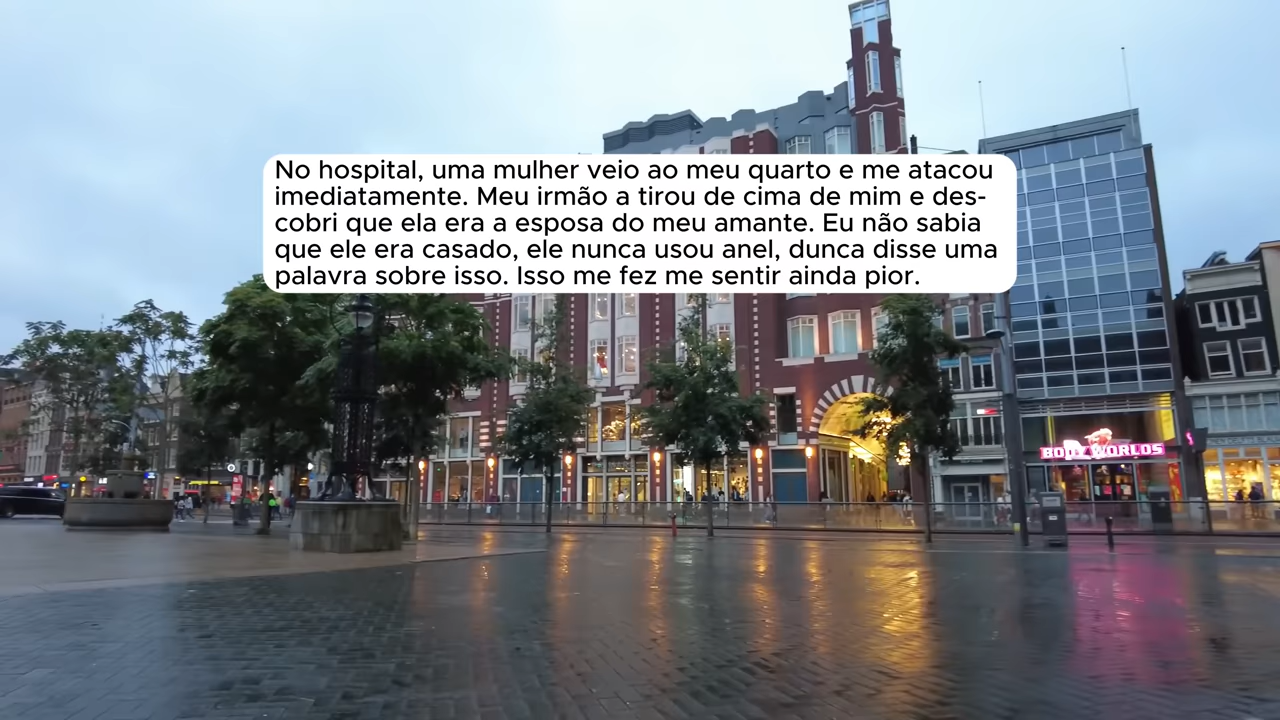 No hospital, uma mulher veio ao meu quarto e me atacou
imediatamente. Meu irmão a tirou de cima de mim e des-
cobri que ela era a esposa do meu amante. Eu não sabia
que ele era casado, ele nunca usou anel, dunca disse uma
palavra sobre isso. Isso me fez me sentir ainda pior.
BODY WORLDS